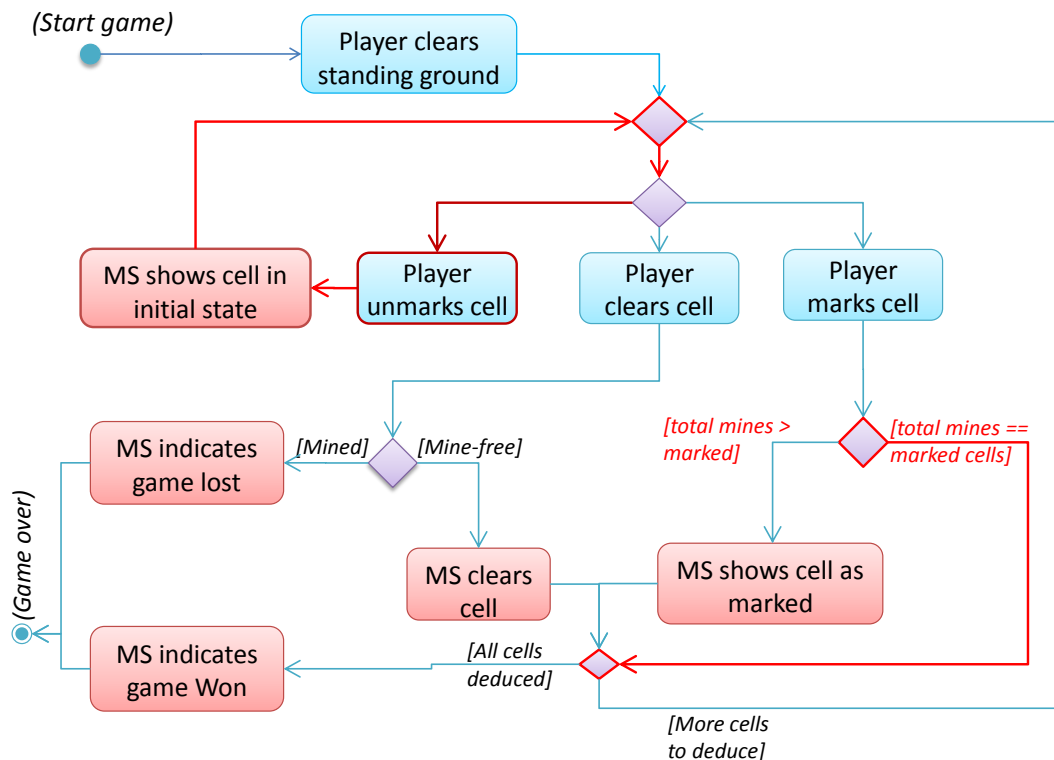 (Start game)
Player clears
standing ground
MS shows cell in
initial state
Player
unmarks cell
Player
clears cell
Player
marks cell
[total mines >
marked]
[total mines ==
marked cells]
MS indicates
game lost
[Mined]
[Mine-free]
MS clears
cell
MS shows cell as
marked
(Game over)
MS indicates
game Won
[All cells
deduced]
[More cells
to deduce]